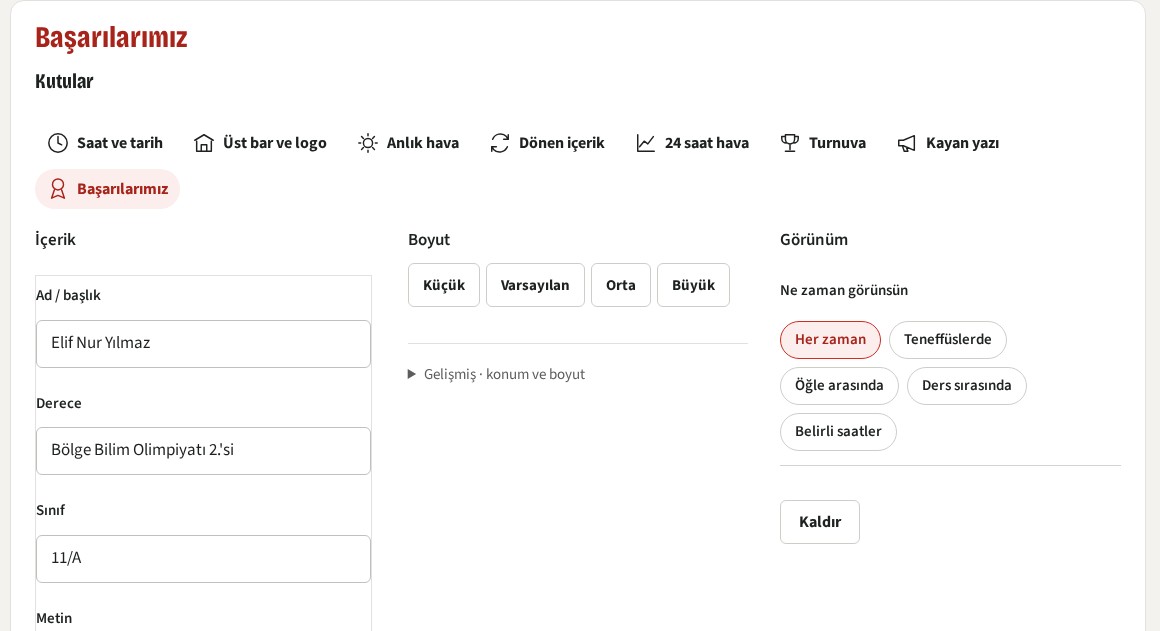 Başarılarımız
Kutular
Saat ve tarih Üst bar ve logo Anlık hava Dönen içerik 24 saat hava Turnuva Kayan yazı
Başarılarımız
İçerik
Ad / başlık
Elif Nur Yılmaz
Derece
Bölge Bilim Olimpiyatı 2.'si
Sınıf
11/A
Metin
Boyut
Küçük Varsayılan Orta Büyük
Gelişmiş · konum ve boyut
Görünüm
Ne zaman görünsün
Her zaman Teneffüslerde
Öğle arasında Ders sırasında
Belirli saatler
Kaldır